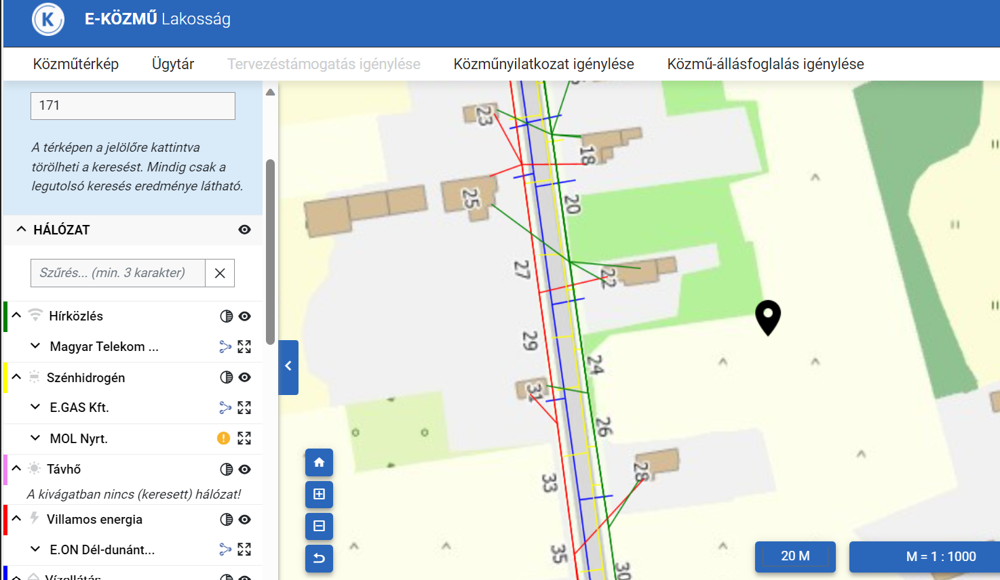 K E-KÖZMŰ Lakosság
Közműtérkép Ügytár Tervezéstámogatás igénylése Közműnyilatkozat igénylése Közmű-állásfoglalás igénylése
171
A térképen a jelölőre kattintva
törölheti a keresést. Mindig csak a
legutolsó keresés eredménye látható.
HÁLÓZAT
Szűrés... (min. 3 karakter)
Hírközlés
Magyar Telekom ...
Szénhidrogén
E.GAS Kft.
MOL Nyrt.
Távhő
A kivágatban nincs (keresett) hálózat!
Villamos energia
E.ON Dél-dunánt...
Vízellátás
23
18
25
20
27
22
29
24
31
26
28
33
35
30
20 M
M = 1 : 1000